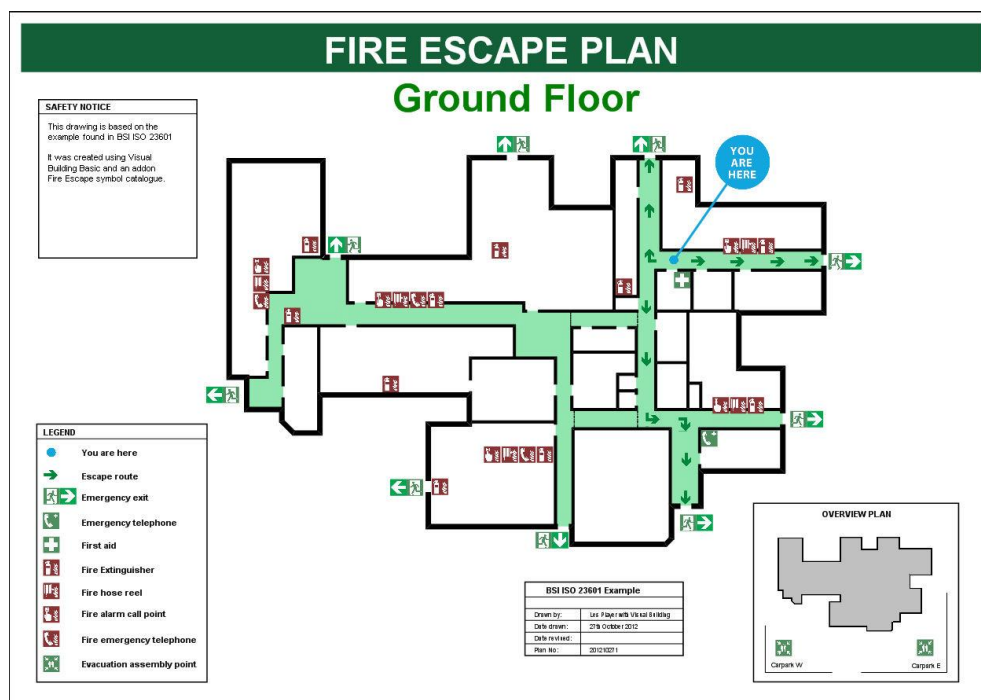 FIRE ESCAPE PLAN
Ground Floor
SAFETY NOTICE
This drawing is based on the
example found in BSI ISO 23601
It was created using Visual
Building Basic and an addon
Fire Escape symbol catalogue.
YOU
ARE
HERE
LEGEND
You are here
Escape route
Emergency exit
Emergency telephone
First aid
Fire Extinguisher
Fire hose reel
Fire alarm call point
Fire emergency telephone
Evacuation assembly point
BSI ISO 23601 Example
Drawn by: Les Player with Visual Building
Date drawn: 27th October 2012
Date revised:
Plan No: 201210271
OVERVIEW PLAN
Carpark W
Carpark E